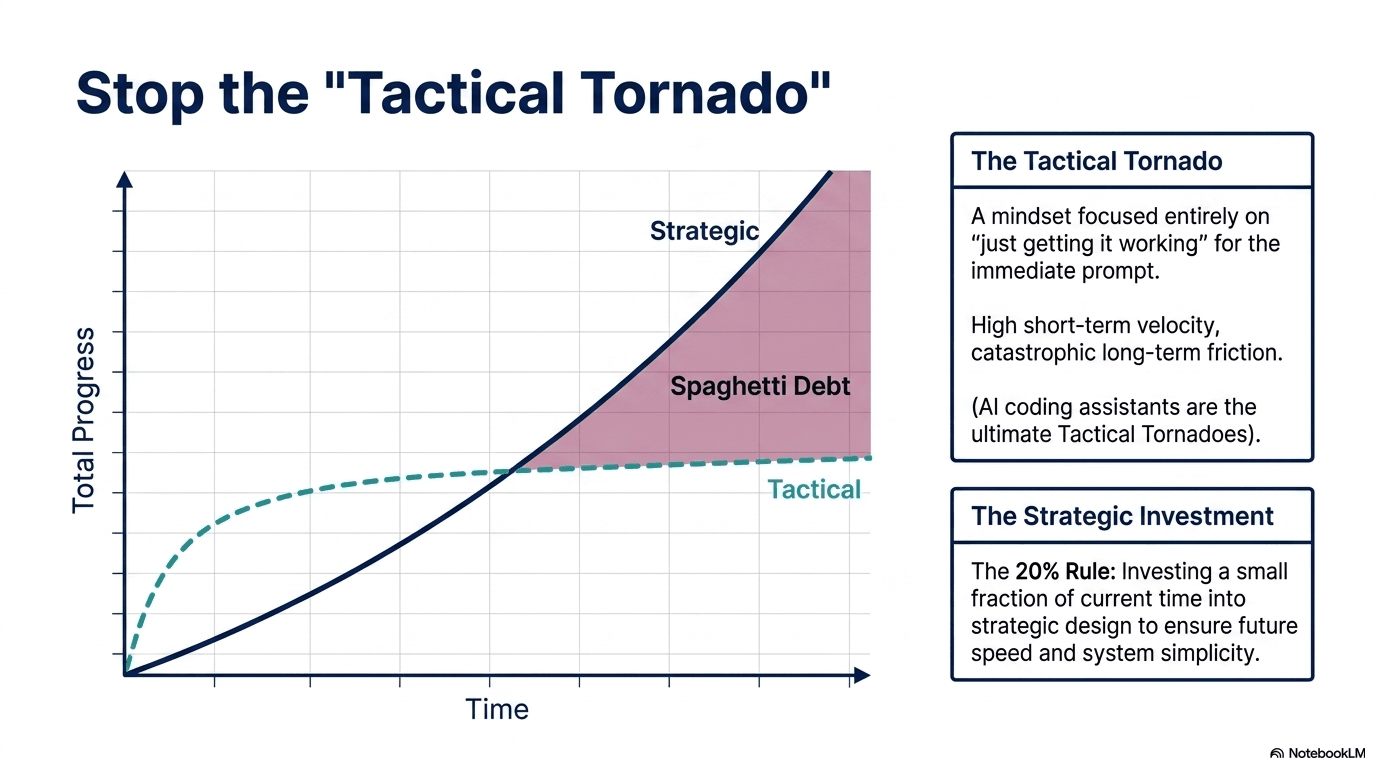 Stop the "Tactical Tornado"
Total Progress
Strategic
Spaghetti Debt
Tactical
Time
The Tactical Tornado
A mindset focused entirely on
“just getting it working” for the
immediate prompt.
High short-term velocity,
catastrophic long-term friction.
(AI coding assistants are the
ultimate Tactical Tornadoes).
The Strategic Investment
The 20% Rule: Investing a small
fraction of current time into
strategic design to ensure future
speed and system simplicity.
NotebookLM